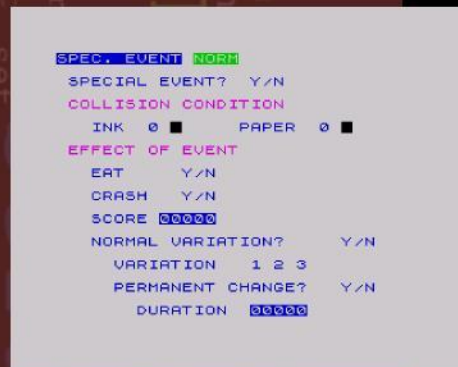 SPEC. EVENT NORM
SPECIAL EVENT? Y/N
COLLISION CONDITION
INK 0 PAPER 0
EFFECT OF EVENT
EAT Y/N
CRASH Y/N
SCORE 00000
NORMAL VARIATION? Y/N
VARIATION 1 2 3
PERMANENT CHANGE? Y/N
DURATION 00000